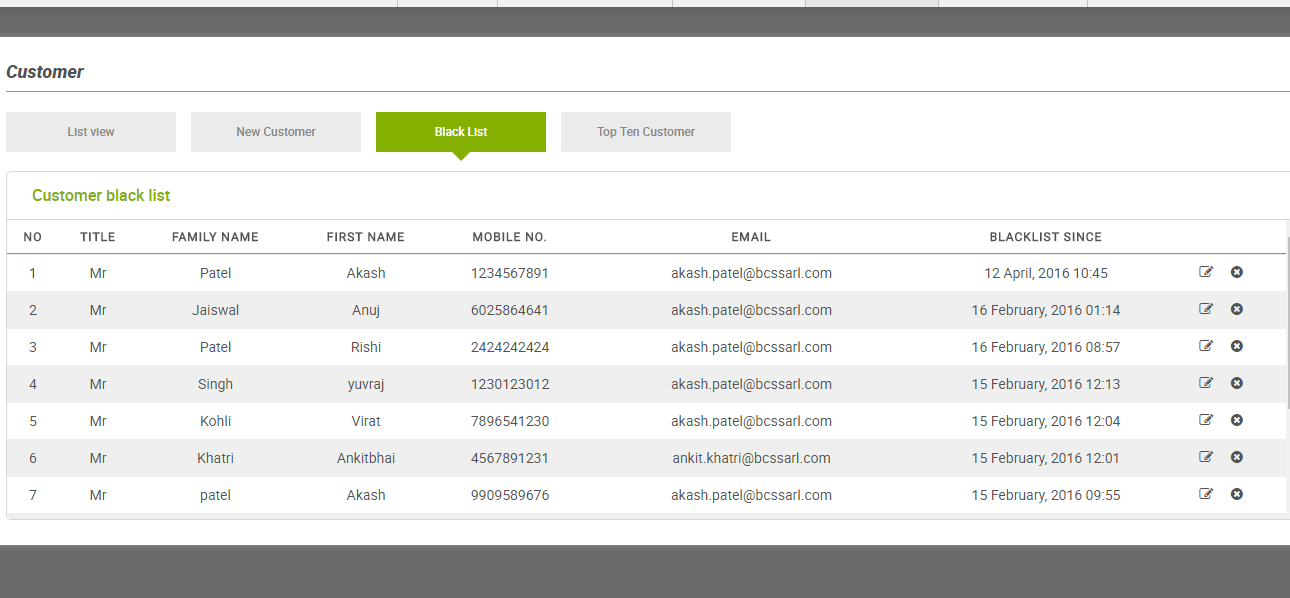 Customer
List view New Customer Black List Top Ten Customer
Customer black list
NO TITLE FAMILY NAME FIRST NAME MOBILE NO. EMAIL BLACKLIST SINCE
1 Mr Patel Akash 1234567891 akash.patel@bcssarl.com 12 April, 2016 10:45
2 Mr Jaiswal Anuj 6025864641 akash.patel@bcssarl.com 16 February, 2016 01:14
3 Mr Patel Rishi 2424242424 akash.patel@bcssarl.com 16 February, 2016 08:57
4 Mr Singh yuvraj 1230123012 akash.patel@bcssarl.com 15 February, 2016 12:13
5 Mr Kohli Virat 7896541230 akash.patel@bcssarl.com 15 February, 2016 12:04
6 Mr Khatri Ankitbhai 4567891231 ankit.khatri@bcssarl.com 15 February, 2016 12:01
7 Mr patel Akash 9909589676 akash.patel@bcssarl.com 15 February, 2016 09:55